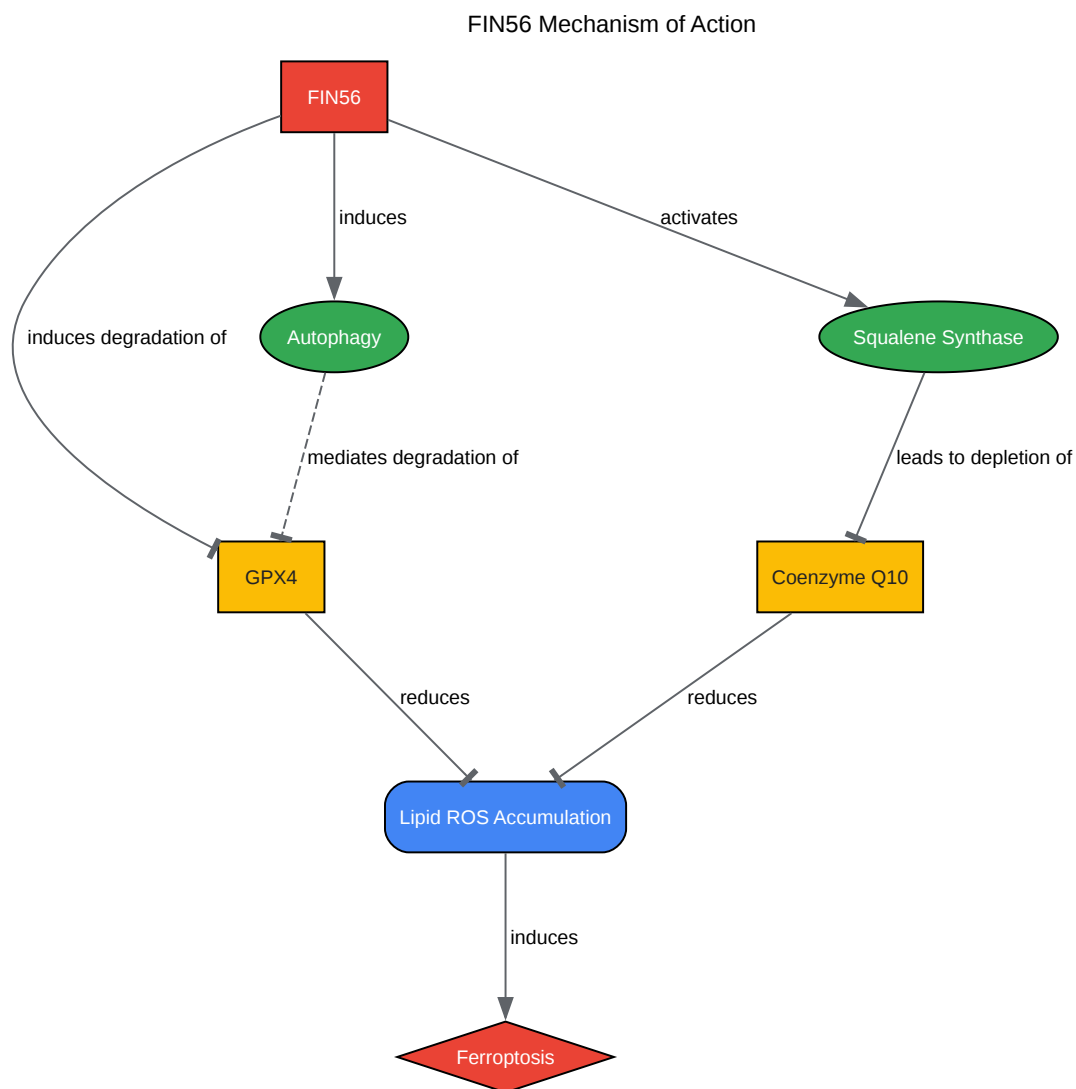 FIN56 Mechanism of Action
FIN56
induces
activates
induces degradation of
Autophagy
Squalene Synthase
mediates degradation of
leads to depletion of
GPX4
Coenzyme Q10
reduces
reduces
Lipid ROS Accumulation
induces
Ferroptosis